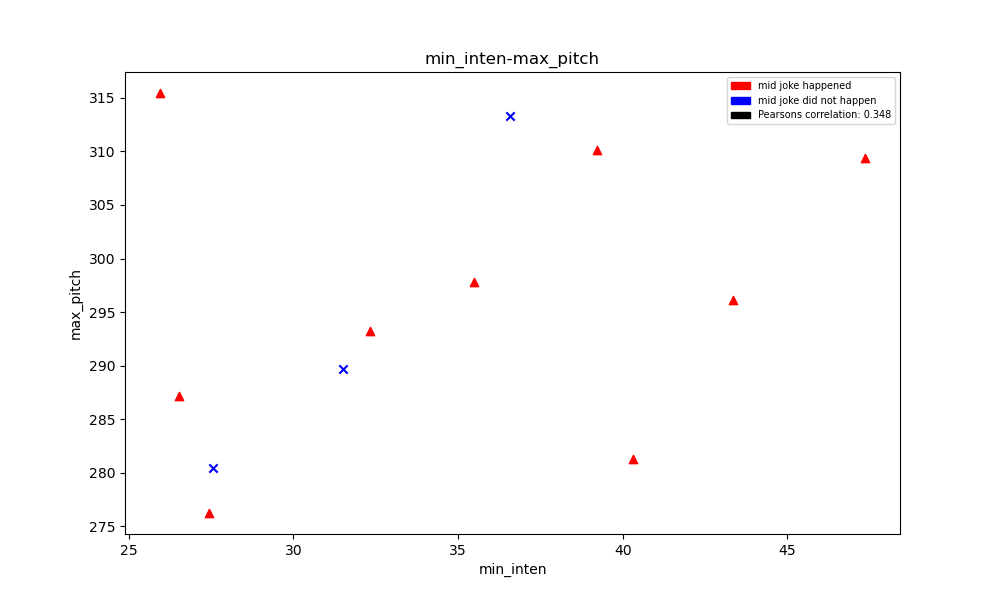 min_inten-max_pitch
mid joke happened
mid joke did not happen
Pearsons correlation: 0.348
315
310
305
300
295
290
285
280
275
max_pitch
25 30 35 40 45
min_inten